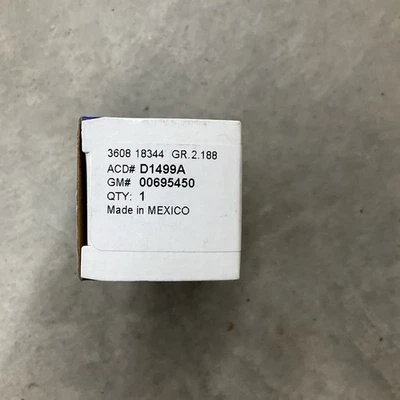 3608 18344 GR.2.188
ACD# D1499A
GM# 00695450
QTY: 1
Made in MEXICO